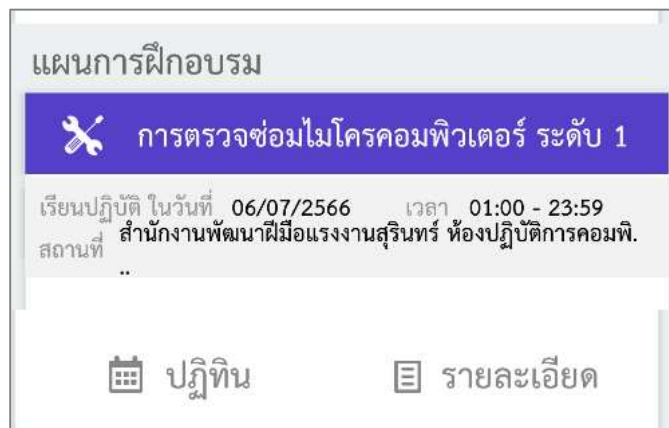 แผนการฝึกอบรม
การตรวจซ่อมไมโครคอมพิวเตอร์ ระดับ 1
เรียนปฏิบัติ ในวันที่ 06/07/2566 เวลา 01:00 - 23:59
สถานที่ สำนักงานพัฒนาฝีมือแรงงานสุรินทร์ ห้องปฏิบัติการคอมพิ.
..
ปฏิทิน รายละเอียด